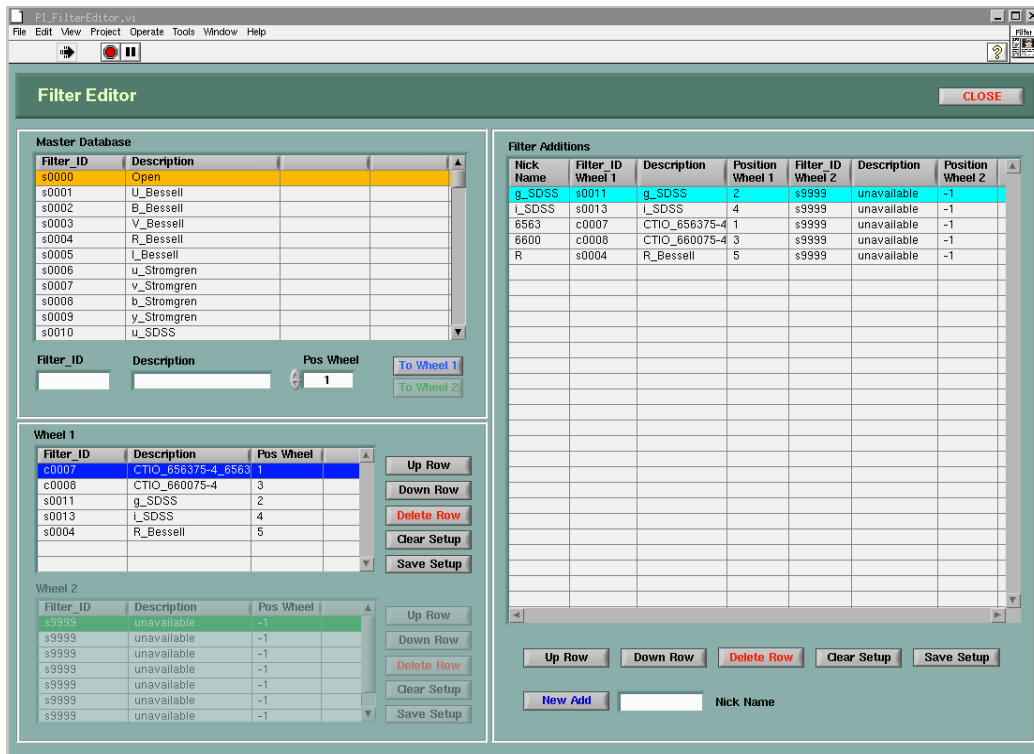 PI_FilterEditor.vi
File Edit View Project Operate Tools Window Help
?
Filter
Filter Editor
CLOSE
Master Database
Filter_ID Description
s0000 Open
s0001 U_Bessell
s0002 B_Bessell
s0003 V_Bessell
s0004 R_Bessell
s0005 I_Bessell
s0006 u_Stromgren
s0007 v_Stromgren
s0008 b_Stromgren
s0009 y_Stromgren
s0010 u_SDSS
Filter_ID Description Pos Wheel
1
To Wheel 1
To Wheel 2
Wheel 1
Filter_ID Description Pos Wheel
c0007 CTIO_656375-4_6563 1
c0008 CTIO_660075-4 3
s0011 g_SDSS 2
s0013 i_SDSS 4
s0004 R_Bessell 5
Up Row
Down Row
Delete Row
Clear Setup
Save Setup
Wheel 2
Filter_ID Description Pos Wheel
s9999 unavailable -1
s9999 unavailable -1
s9999 unavailable -1
s9999 unavailable -1
s9999 unavailable -1
s9999 unavailable -1
s9999 unavailable -1
Up Row
Down Row
Delete Row
Clear Setup
Save Setup
Filter Additions
Nick Name Filter_ID Wheel 1 Description Position Wheel 1 Filter_ID Wheel 2 Description Position Wheel 2
g_SDSS s0011 g_SDSS 2 s9999 unavailable -1
i_SDSS s0013 i_SDSS 4 s9999 unavailable -1
6563 c0007 CTIO_656375-4 1 s9999 unavailable -1
6600 c0008 CTIO_660075-4 3 s9999 unavailable -1
R s0004 R_Bessell 5 s9999 unavailable -1
Up Row Down Row Delete Row Clear Setup Save Setup
New Add Nick Name